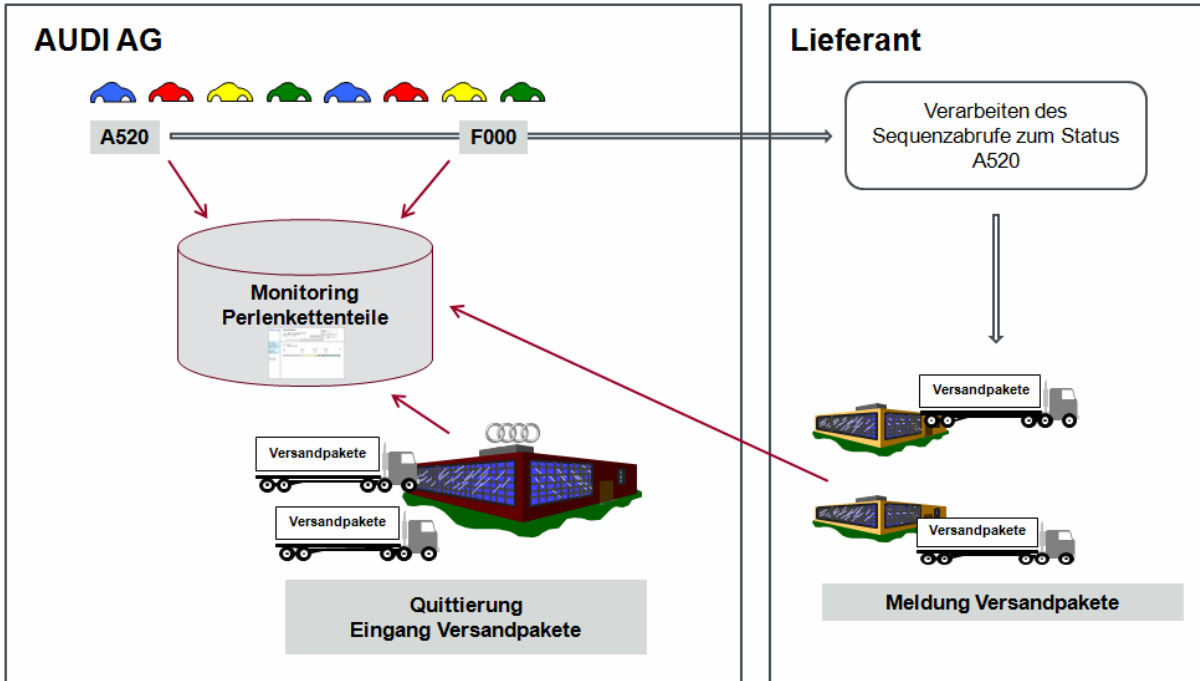 AUDI AG
Lieferant
A520
F000
Verarbeiten des
Sequenzabrufe zum Status
A520
Monitoring
Perlenkettenteile
Versandpakete
Versandpakete
Versandpakete
Versandpakete
Quittierung
Eingang Versandpakete
Meldung Versandpakete